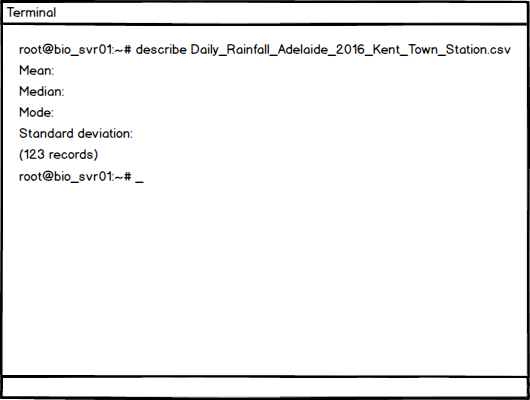 Terminal
root@bio_svr01:~# describe Daily_Rainfall_Adelaide_2016_Kent_Town_Station.csv
Mean:
Median:
Mode:
Standard deviation:
(123 records)
root@bio_svr01:~# _